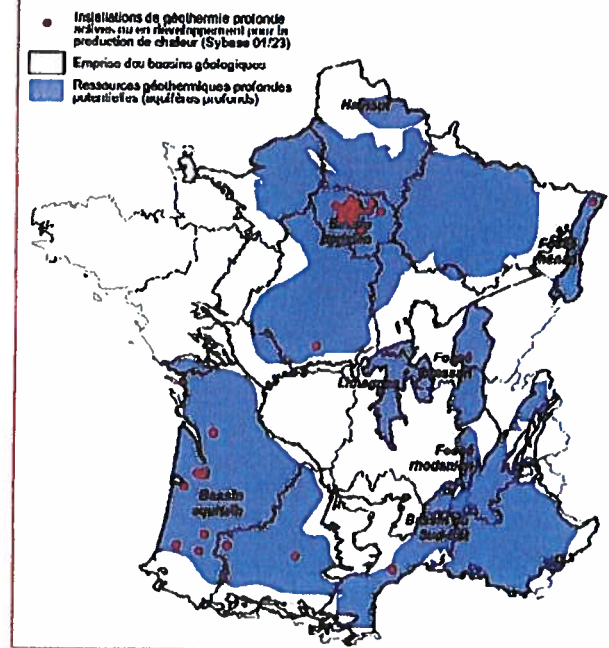 Installations de géothermie profonde
actives ou en développement pour la
production de chaleur (Sybase 01/23)
Emprise des bassins géologiques
Ressources géothermiques profondes
potentielles (aquifères profonds)
Hainaut
Bassin
parisien
Fossé
rhénan
Limagnes
Fossé
bressan
Fossé
rhodanien
Bassin
aquitain
Bassin du
Sud-Est